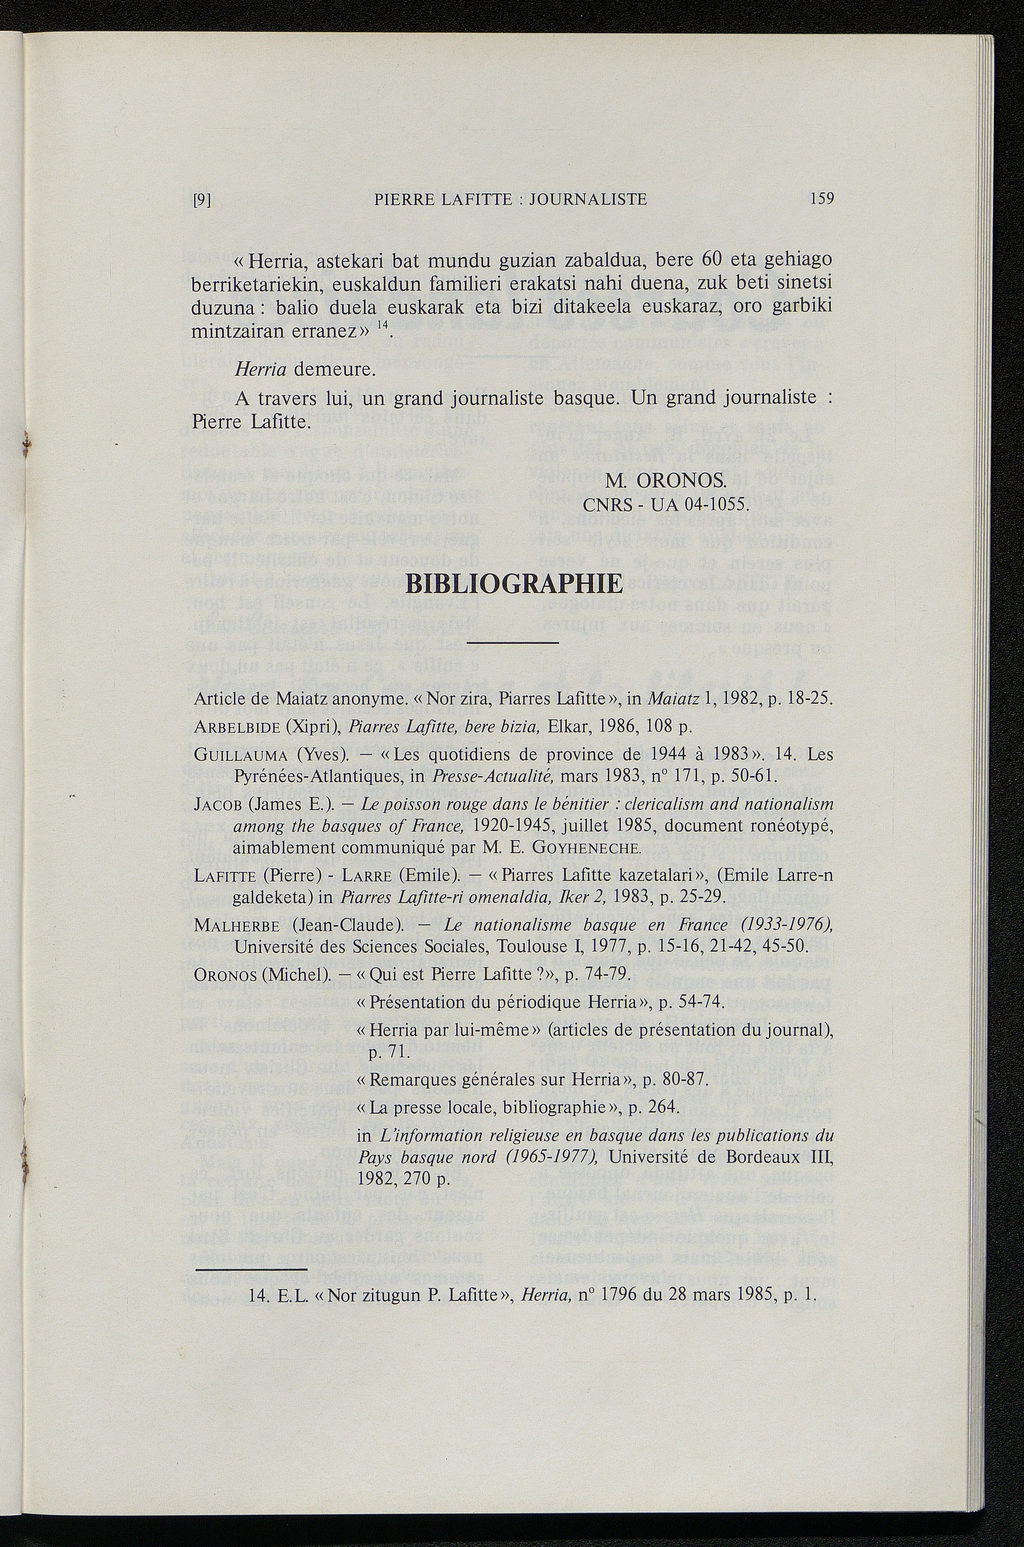 [9] PIERRE LAFITTE : JOURNALISTE 159
« Herria, astekari bat mundu guzian zabaldua, bere 60 eta gehiago
berriketariekin, euskaldun familieri erakatsi nahi duena, zuk beti sinetsi
duzuna : balio duela euskarak eta bizi ditakeela euskaraz, oro garbiki
mintzairan erranez» 14.
Herria demeure.
A travers lui, un grand journaliste basque. Un grand journaliste :
Pierre Lafitte.
M. ORONOS.
CNRS - UA 04-1055.
BIBLIOGRAPHIE
Article de Maiatz anonyme. « Nor zira, Piarres Lafitte», in Maiatz 1, 1982, p. 18-25.
ARBELBIDE (Xipri), Piarres Lafitte, bere bizia, Elkar, 1986, 108 p.
GUILLAUMA (Yves). — «Les quotidiens de province de 1944 à 1983». 14. Les
Pyrénées-Atlantiques, in Presse-Actualité, mars 1983, n° 171, p. 50-61.
JACOB (James E.). — Le poisson rouge dans le bénitier : clericalism and nationalism
among the basques of France, 1920-1945, juillet 1985, document ronéotypé,
aimablement communiqué par M. E. GOYHENECHE.
LAFITTE (Pierre) - LARRE (Emile). — «Piarres Lafitte kazetalari», (Emile Larre-n
galdeketa) in Piarres Lafitte-ri omenaldia, Iker 2, 1983, p. 25-29.
MALHERBE (Jean-Claude). — Le nationalisme basque en France (1933-1976),
Université des Sciences Sociales, Toulouse I, 1977, p. 15-16, 21-42, 45-50.
ORONOS (Michel). — « Qui est Pierre Lafitte ?», p. 74-79.
« Présentation du périodique Herria», p. 54-74.
« Herria par lui-même» (articles de présentation du journal),
p. 71.
« Remarques générales sur Herria», p. 80-87.
« La presse locale, bibliographie», p. 264.
in L'information religieuse en basque dans les publications du
Pays basque nord (1965-1977), Université de Bordeaux III,
1982, 270 p.
14. E.L. «Nor zitugun P. Lafitte», Herria, n° 1796 du 28 mars 1985, p. 1.